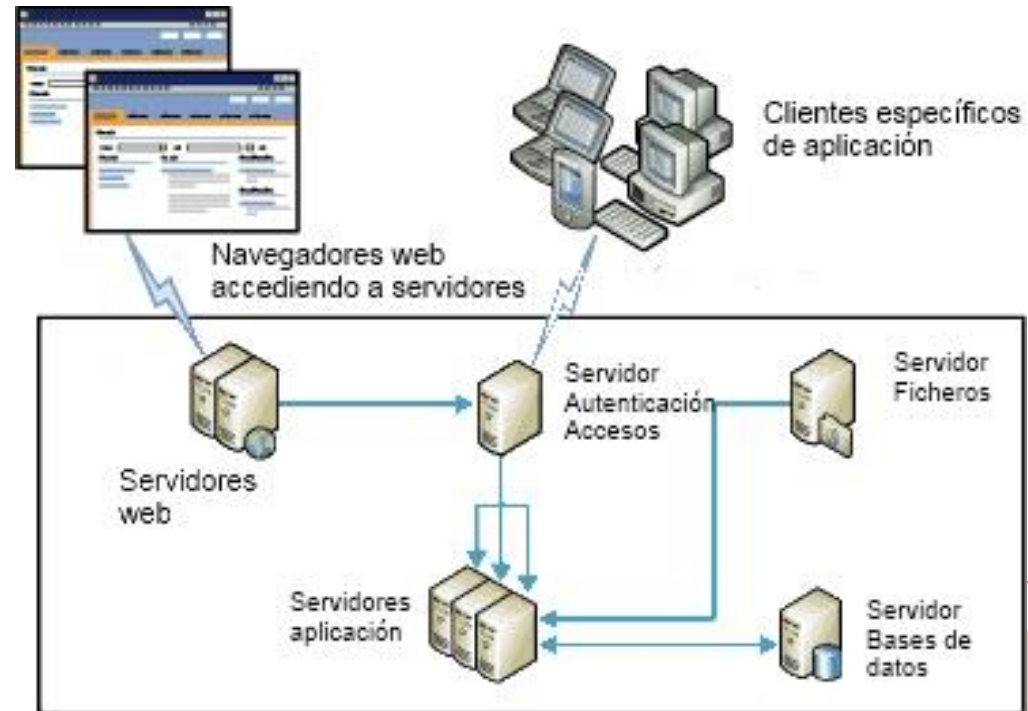 Clientes específicos
de aplicación
Navegadores web
accediendo a servidores
Servidor
Autenticación
Accesos
Servidor
Ficheros
Servidores
web
Servidores
aplicación
Servidor
Bases de
datos